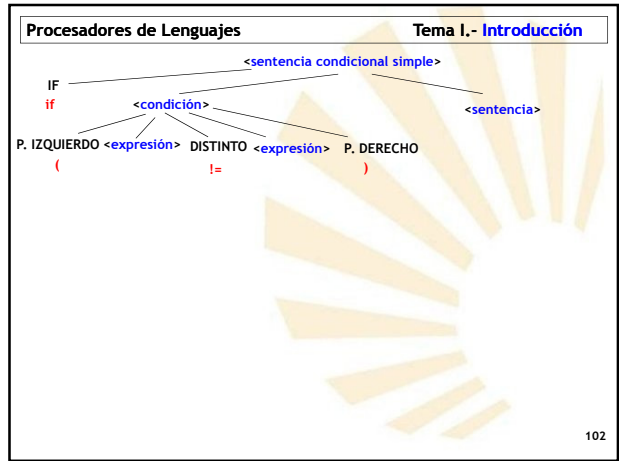 Procesadores de Lenguajes Tema I.- Introducción
<sentencia condicional simple>
IF
if <condición> <sentencia>
P. IZQUIERDO <expresión> DISTINTO <expresión> P. DERECHO
( != )
102